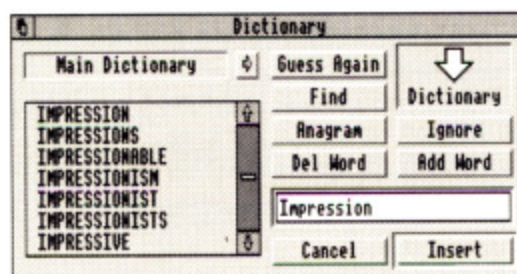 Dictionary
Main Dictionary
Guess Again
Find
Dictionary
Anagram
Ignore
Del Word
Add Word
IMPRESSION
IMPRESSIONS
IMPRESSIONABLE
IMPRESSIONISM
IMPRESSIONIST
IMPRESSIONISTS
IMPRESSIVE
Impression
Cancel
Insert